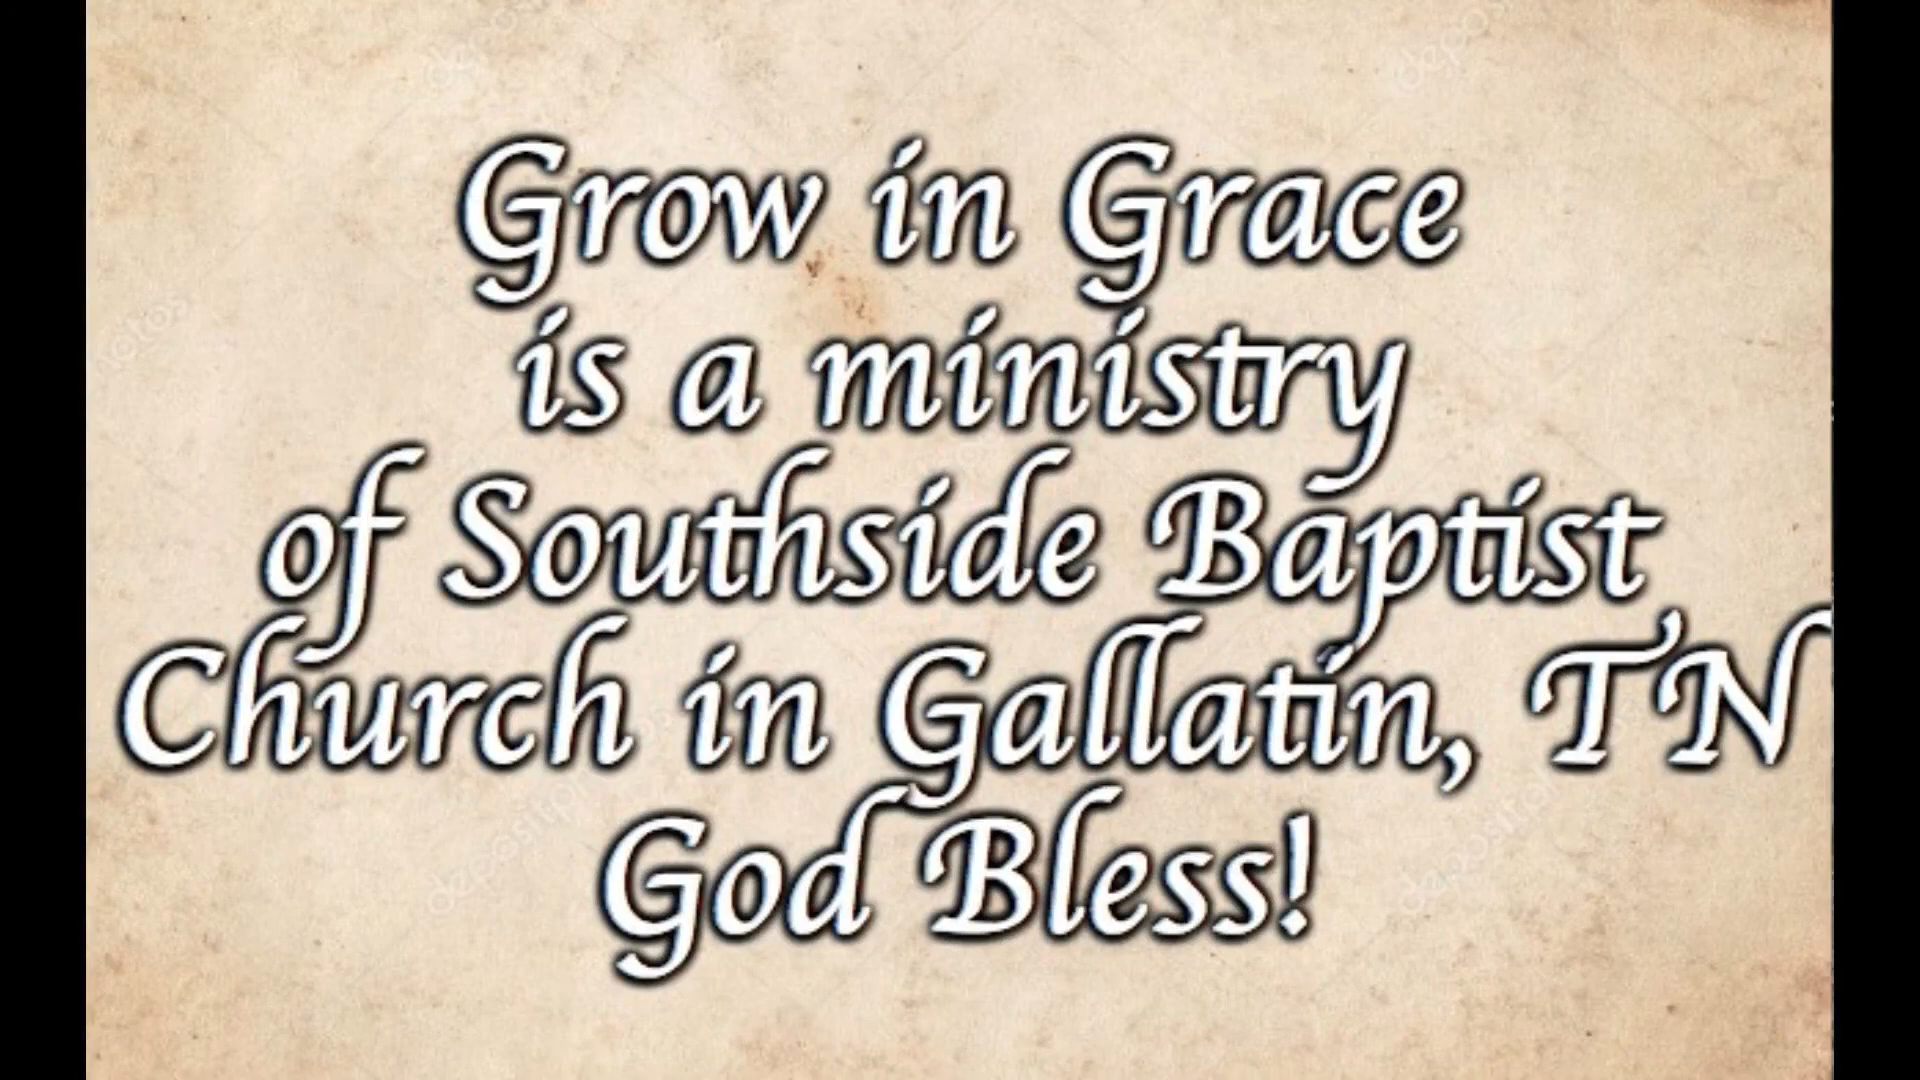 Grow in Grace
is a ministry
of Southside Baptist
Church in Gallatin, TN
God Bless!